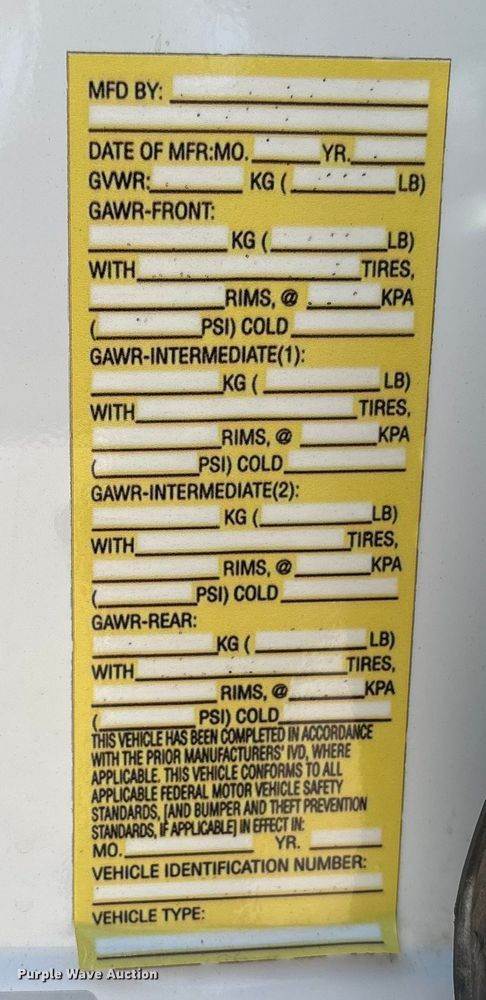 MFD BY:
DATE OF MFR:MO. YR.
GVWR: KG ( LB)
GAWR-FRONT:
KG ( LB)
WITH TIRES,
RIMS, @ KPA
( PSI) COLD
GAWR-INTERMEDIATE(1):
KG ( LB)
WITH TIRES,
RIMS, @ KPA
( PSI) COLD
GAWR-INTERMEDIATE(2):
KG ( LB)
WITH TIRES,
RIMS, @ KPA
( PSI) COLD
GAWR-REAR:
KG ( LB)
WITH TIRES,
RIMS, @ KPA
( PSI) COLD
THIS VEHICLE HAS BEEN COMPLETED IN ACCORDANCE
WITH THE PRIOR MANUFACTURERS' IVD, WHERE
APPLICABLE. THIS VEHICLE CONFORMS TO ALL
APPLICABLE FEDERAL MOTOR VEHICLE SAFETY
STANDARDS, [AND BUMPER AND THEFT PREVENTION
STANDARDS, IF APPLICABLE] IN EFFECT IN:
MO. YR.
VEHICLE IDENTIFICATION NUMBER:
VEHICLE TYPE:
Purple Wave Auction